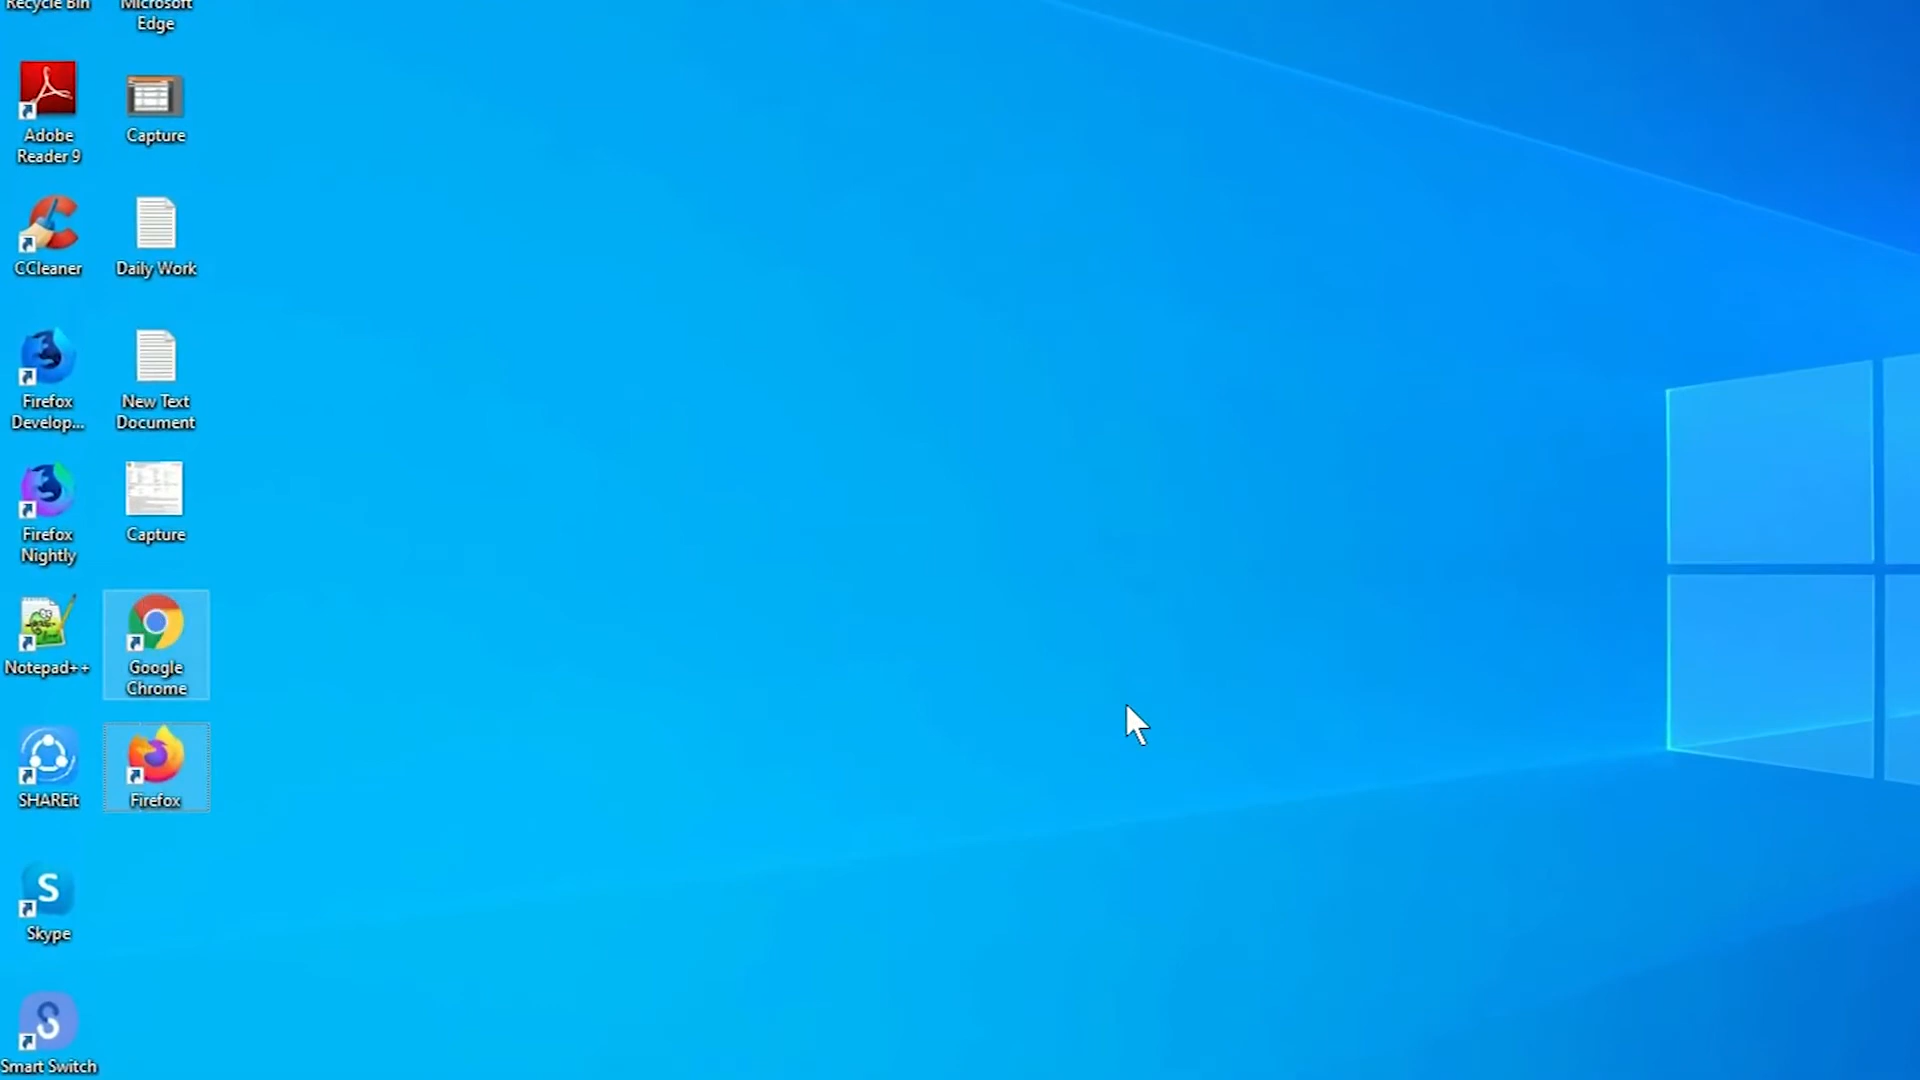 Recycle Bin
Microsoft
Edge
Adobe
Reader 9
Capture
CCleaner
Daily Work
Firefox
Develop...
New Text
Document
Firefox
Nightly
Capture
Notepad++
Google
Chrome
SHAREit
Firefox
Skype
Smart Switch